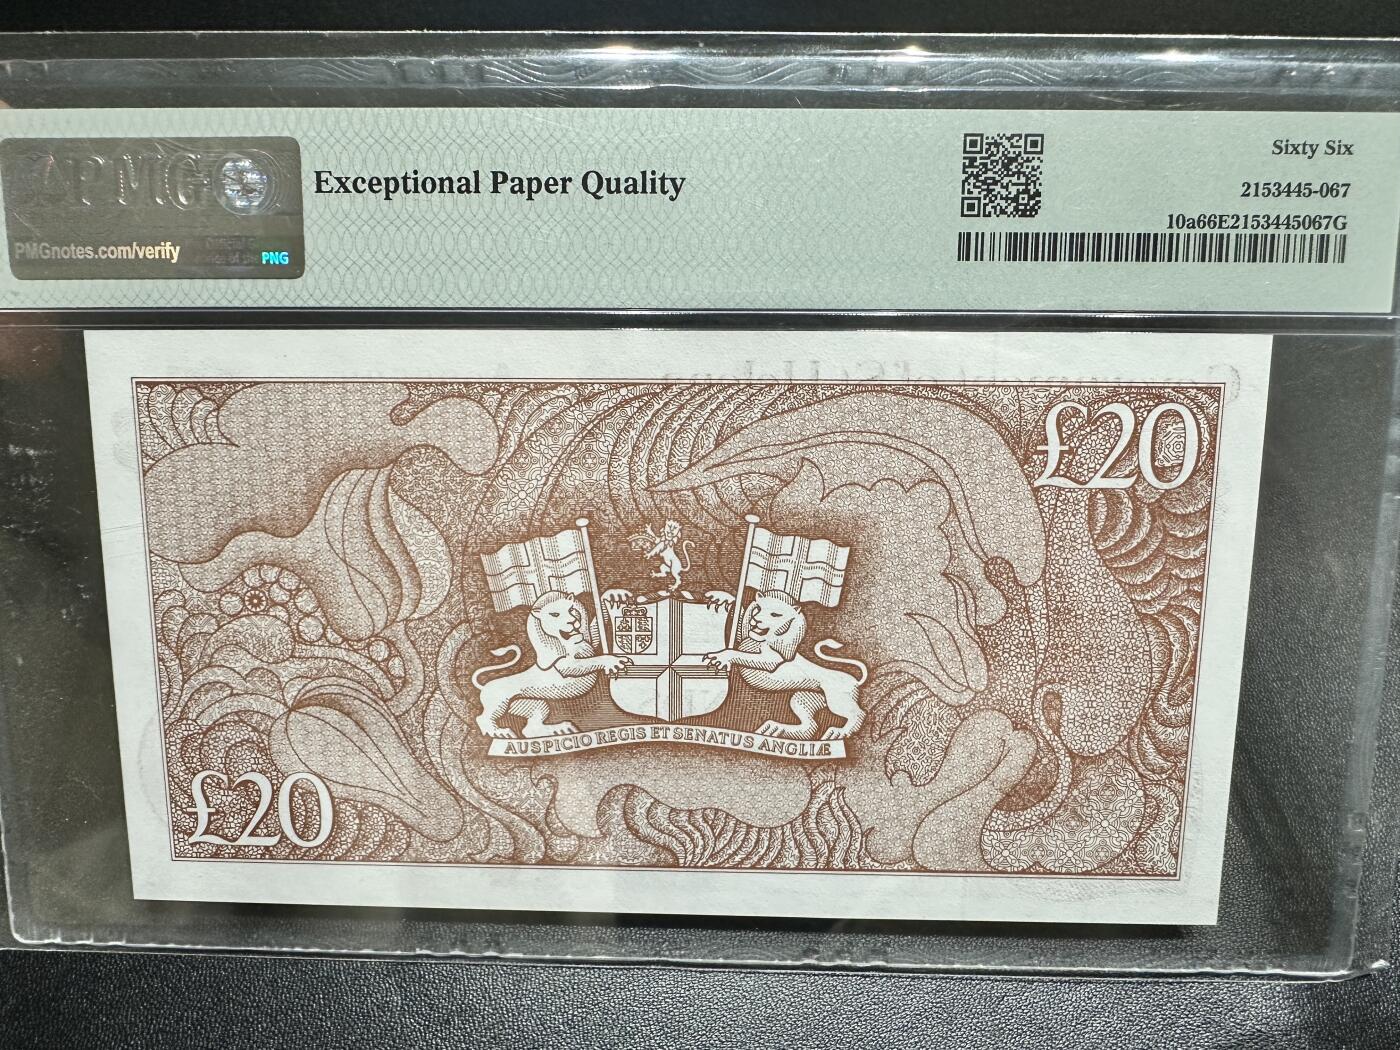 PMG
PMGnotes.com/verify
PNG
Exceptional Paper Quality
Sixty Six
2153445-067
10a66E2153445067G
£20
AUSPICIO REGIS ET SENATUS ANGLIÆ
£20